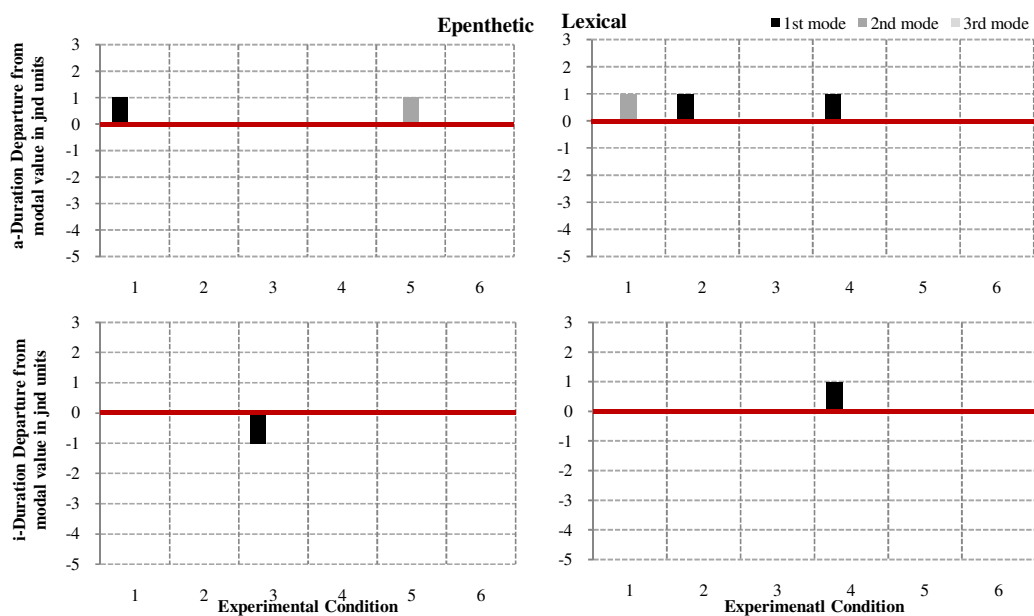 Epenthetic
Lexical
1st mode 2nd mode 3rd mode
a-Duration Departure from
modal value in jnd units
3
2
1
0
-1
-2
-3
-4
-5
1 2 3 4 5 6
3
2
1
0
-1
-2
-3
-4
-5
1 2 3 4 5 6
i-Duration Departure from
modal value in jnd units
3
2
1
0
-1
-2
-3
-4
-5
1 2 3 4 5 6
Experimental Condition
3
2
1
0
-1
-2
-3
-4
-5
1 2 3 4 5 6
Experimenatl Condition